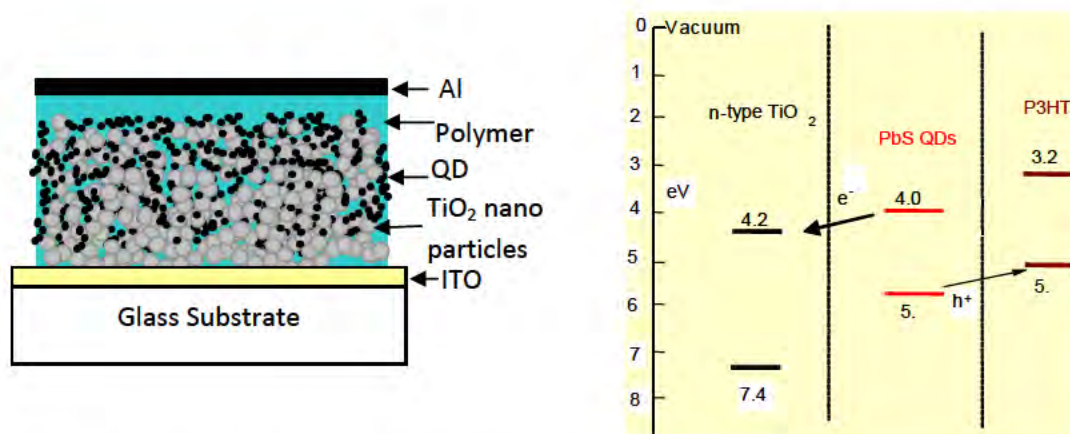 Al
Polymer
QD
TiO2 nano
particles
ITO
Glass Substrate
0
Vacuum
1
2
3
eV
4
5
6
7
8
n-type TiO 2
4.2
7.4
e-
PbS QDs
4.0
5.
h+
P3HT
3.2
5.